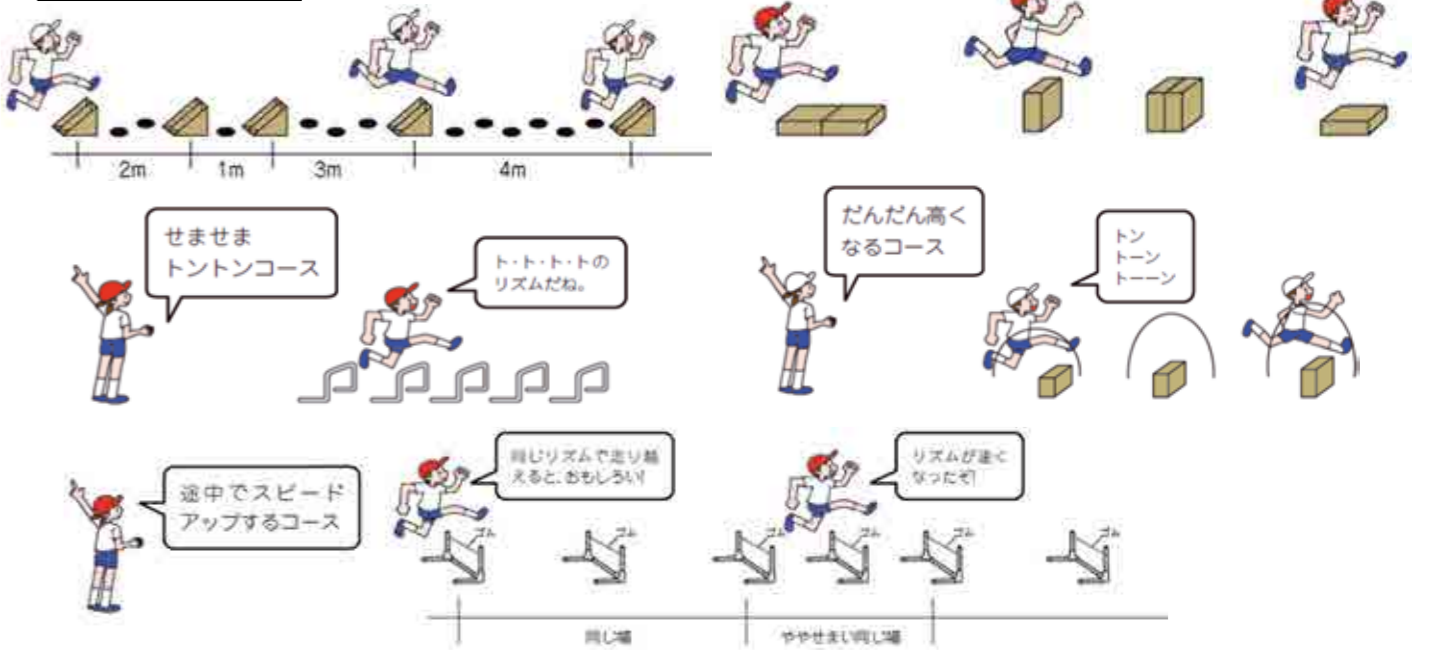 2m
1m
3m
4m
せませま
トントンコース
ト・ト・ト・トの
リズムだね。
だんだん高く
なるコース
トン
トーン
トーーン
途中でスピード
アップするコース
同じリズムで走り越
えると、おもしろい!
リズムが速く
なったぞ!
ゴム
ゴム
ゴム
ゴム
ゴム
ゴム
同じ幅
ややせまい同じ幅